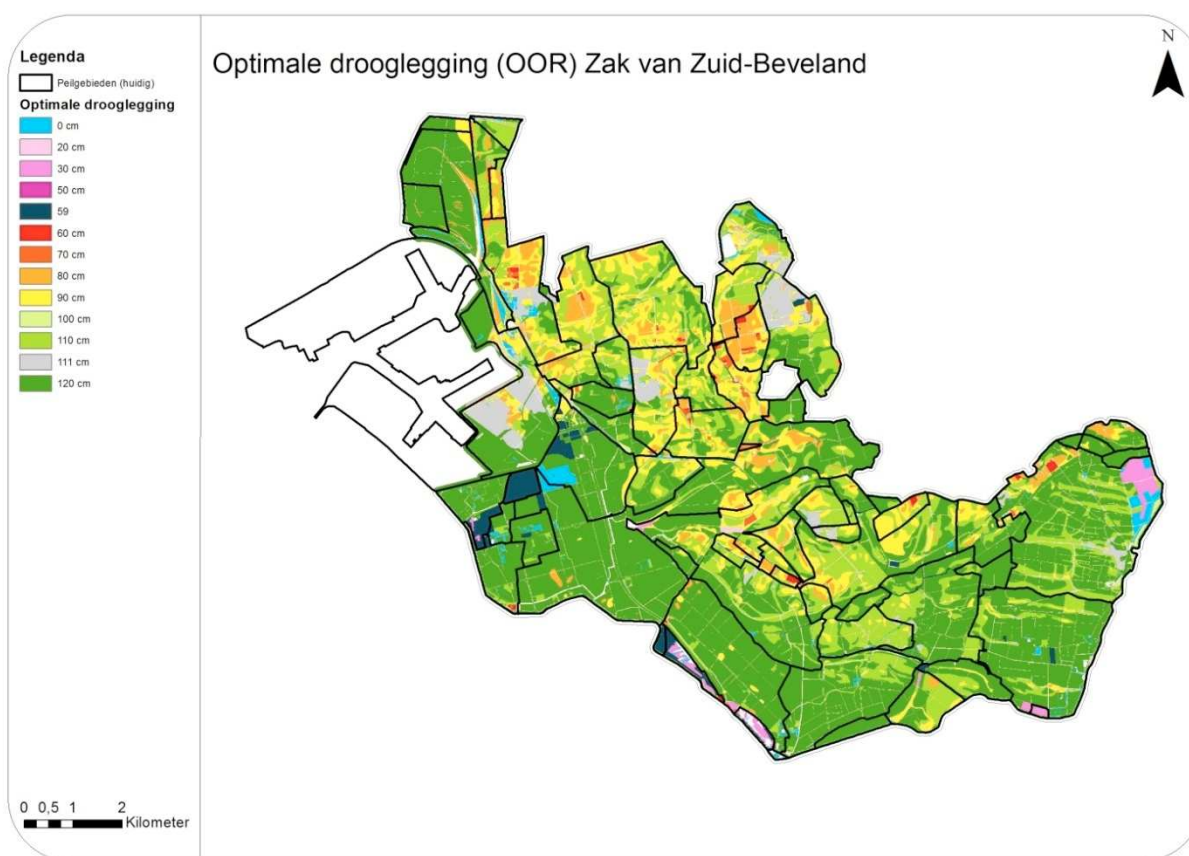 Optimale drooglegging (OOR) Zak van Zuid-Beveland
N
Legenda
Peilgebieden (huidig)
Optimale drooglegging
0 cm
20 cm
30 cm
50 cm
59
60 cm
70 cm
80 cm
90 cm
100 cm
110 cm
111 cm
120 cm
0 0,5 1 2
Kilometer